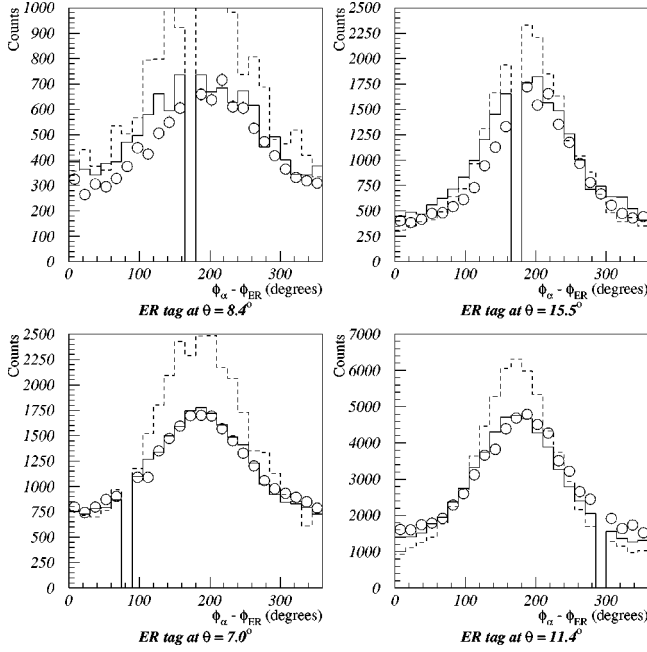 Counts
1000
900
800
700
600
500
400
300
200
100
0
0 100 200 300
ϕα - ϕER (degrees)
ER tag at θ = 8.4°
Counts
2500
2250
2000
1750
1500
1250
1000
750
500
250
0
0 100 200 300
ϕα - ϕER (degrees)
ER tag at θ = 15.5°
Counts
2500
2250
2000
1750
1500
1250
1000
750
500
250
0
0 100 200 300
ϕα - ϕER (degrees)
ER tag at θ = 7.0°
Counts
7000
6000
5000
4000
3000
2000
1000
0
0 100 200 300
ϕα - ϕER (degrees)
ER tag at θ = 11.4°